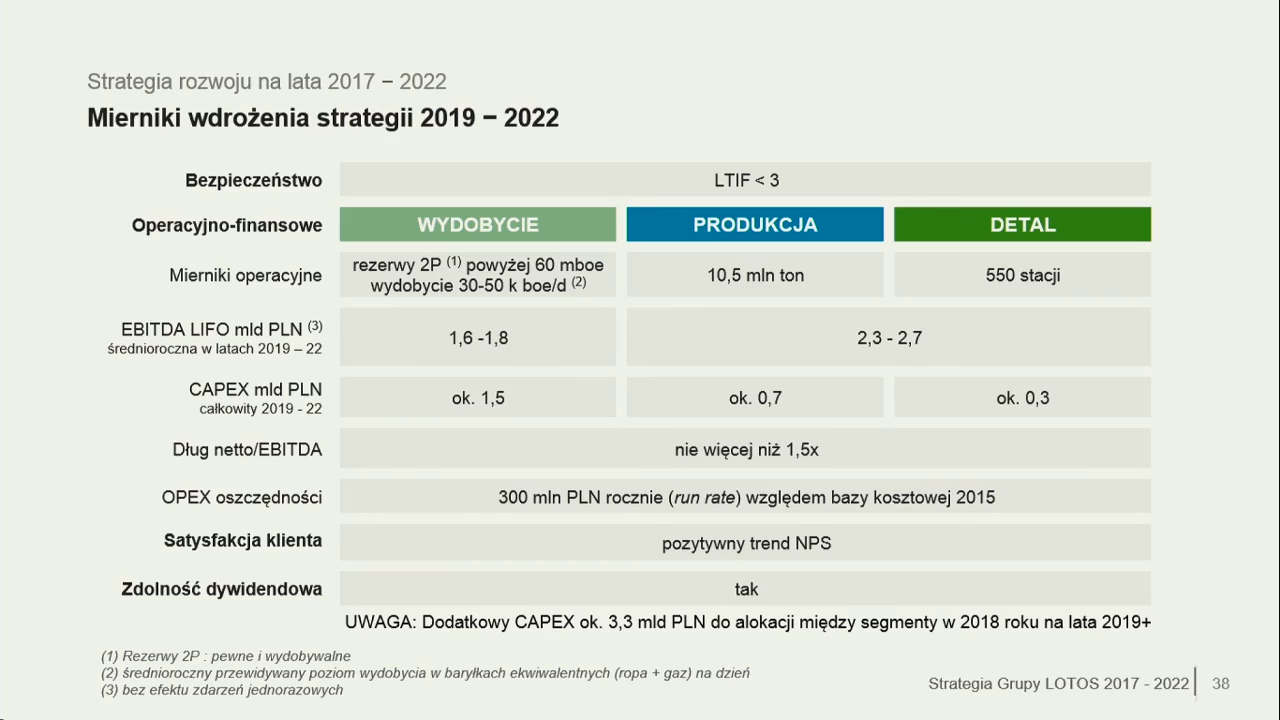 Strategia rozwoju na lata 2017 – 2022
Mierniki wdrożenia strategii 2019 – 2022
Bezpieczeństwo
LTIF < 3
Operacyjno-finansowe
WYDOBYCIE
PRODUKCJA
DETAL
Mierniki operacyjne
rezerwy 2P (1) powyżej 60 mboe
wydobycie 30-50 k boe/d (2)
10,5 mln ton
550 stacji
EBITDA LIFO mld PLN (3)
średnioroczna w latach 2019 – 22
1,6 -1,8
2,3 - 2,7
CAPEX mld PLN
całkowity 2019 - 22
ok. 1,5
ok. 0,7
ok. 0,3
Dług netto/EBITDA
nie więcej niż 1,5x
OPEX oszczędności
300 mln PLN rocznie (run rate) względem bazy kosztowej 2015
Satysfakcja klienta
pozytywny trend NPS
Zdolność dywidendowa
tak
UWAGA: Dodatkowy CAPEX ok. 3,3 mld PLN do alokacji między segmenty w 2018 roku na lata 2019+
(1) Rezerwy 2P : pewne i wydobywalne
(2) średnioroczny przewidywany poziom wydobycia w baryłkach ekwiwalentnych (ropa + gaz) na dzień
(3) bez efektu zdarzeń jednorazowych
Strategia Grupy LOTOS 2017 - 2022
38